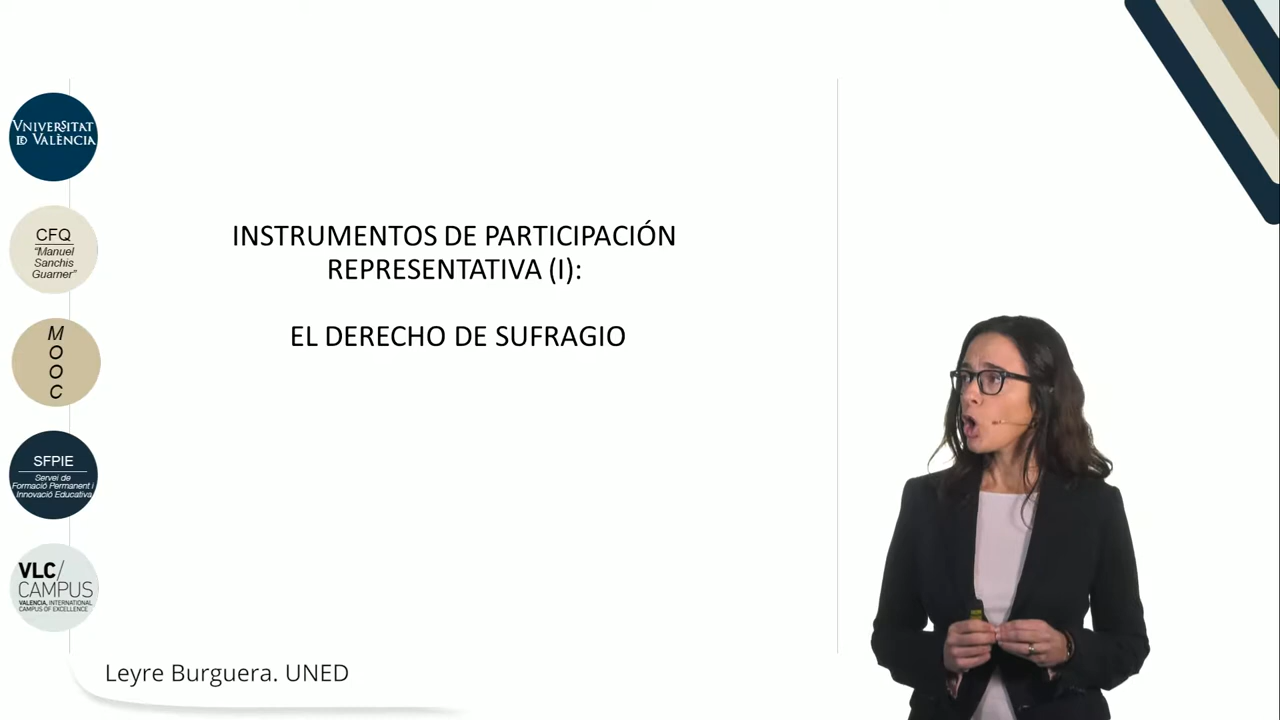 VNIVERSITAT
ID VALÈNCIA
CFQ
"Manuel
Sanchis
Guarner"
M
O
O
C
SFPIE
Servei de
Formació Permanent i
Innovació Educativa
VLC/
CAMPUS
VALENCIA, INTERNATIONAL
CAMPUS OF EXCELLENCE
INSTRUMENTOS DE PARTICIPACIÓN
REPRESENTATIVA (I):
EL DERECHO DE SUFRAGIO
Leyre Burguera. UNED